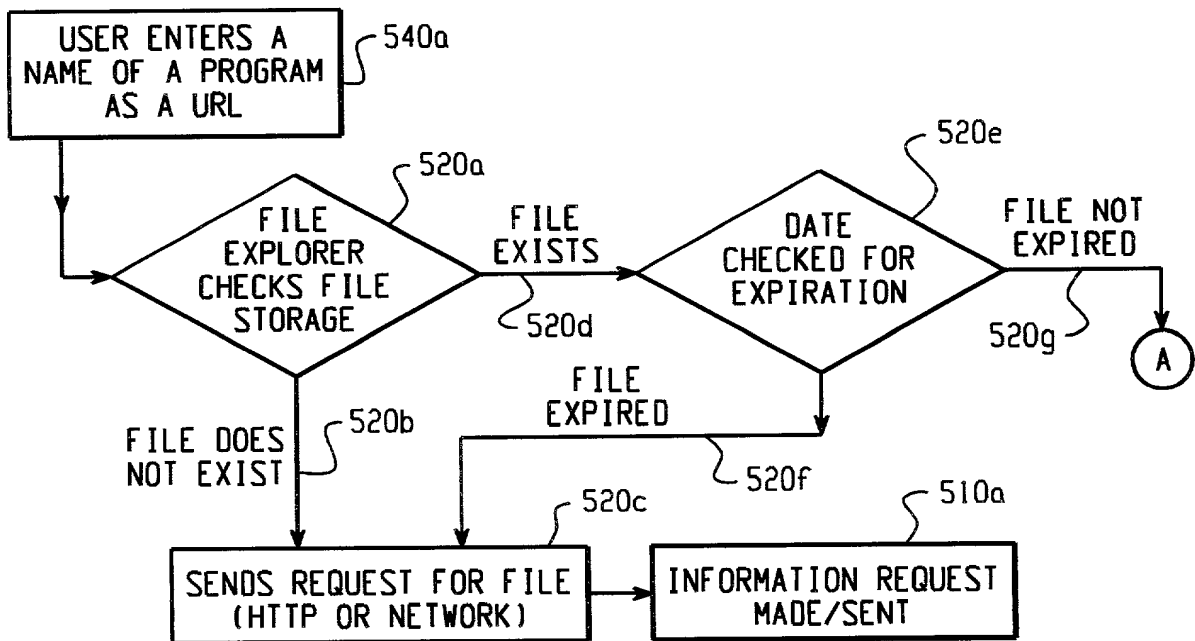 USER ENTERS A
NAME OF A PROGRAM
AS A URL
540a
FILE
EXPLORER
CHECKS FILE
STORAGE
520a
FILE
EXISTS
520d
DATE
CHECKED FOR
EXPIRATION
520e
FILE NOT
EXPIRED
520g
A
FILE DOES
NOT EXIST
520b
FILE
EXPIRED
520f
SENDS REQUEST FOR FILE
(HTTP OR NETWORK)
520c
INFORMATION REQUEST
MADE/SENT
510a